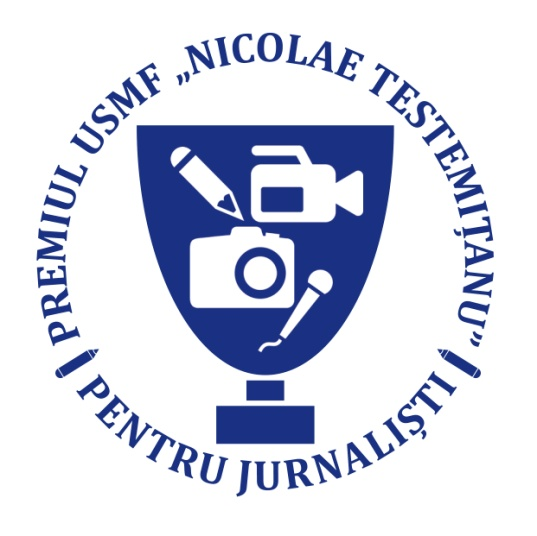 PREMIUL USMF „NICOLAE TESTEMIȚANU”
PENTRU JURNALIȘTI